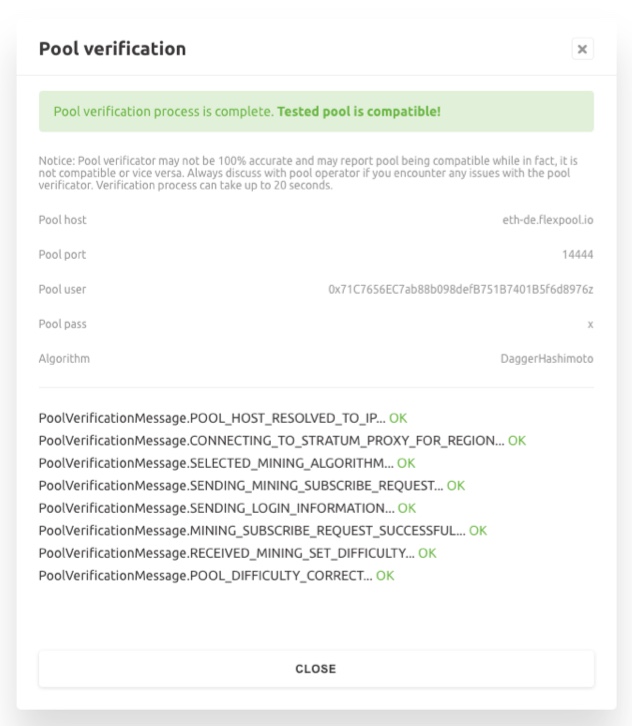 Pool verification
×
Pool verification process is complete. Tested pool is compatible!
Notice: Pool verificator may not be 100% accurate and may report pool being compatible while in fact, it is
not compatible or vice versa. Always discuss with pool operator if you encounter any issues with the pool
verificator. Verification process can take up to 20 seconds.
Pool host eth-de.flexpool.io
Pool port 14444
Pool user 0x71C7656EC7ab88b098defB751B7401B5f6d8976z
Pool pass x
Algorithm DaggerHashimoto
PoolVerificationMessage.POOL_HOST_RESOLVED_TO_IP... OK
PoolVerificationMessage.CONNECTING_TO_STRATUM_PROXY_FOR_REGION... OK
PoolVerificationMessage.SELECTED_MINING_ALGORITHM... OK
PoolVerificationMessage.SENDING_MINING_SUBSCRIBE_REQUEST... OK
PoolVerificationMessage.SENDING_LOGIN_INFORMATION... OK
PoolVerificationMessage.MINING_SUBSCRIBE_REQUEST_SUCCESSFUL... OK
PoolVerificationMessage.RECEIVED_MINING_SET_DIFFICULTY... OK
PoolVerificationMessage.POOL_DIFFICULTY_CORRECT... OK
CLOSE